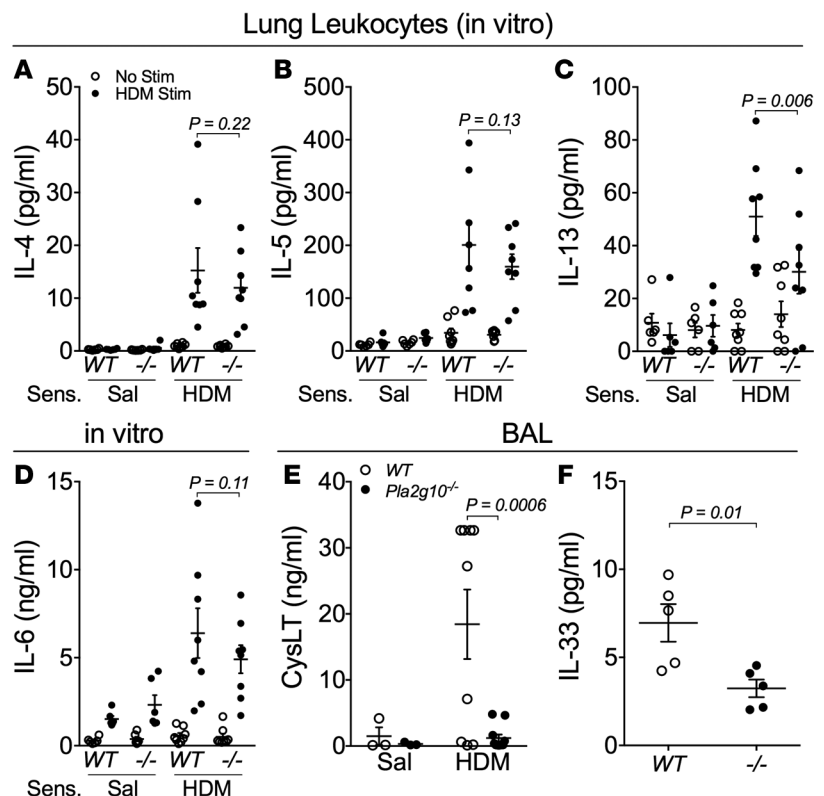 Lung Leukocytes (in vitro)
A
IL-4 (pg/ml)
50
40
30
20
10
0
No Stim
HDM Stim
P = 0.22
WT -/- WT -/-
Sens. Sal HDM
B
IL-5 (pg/ml)
500
400
300
200
100
0
P = 0.13
WT -/- WT -/-
Sal HDM
C
IL-13 (pg/ml)
100
80
60
40
20
0
P = 0.006
WT -/- WT -/-
Sens. Sal HDM
in vitro
BAL
D
IL-6 (ng/ml)
15
10
5
0
P = 0.11
WT -/- WT -/-
Sens. Sal HDM
E
CysLT (ng/ml)
40
30
20
10
0
WT
Pla2g10-/-
P = 0.0006
Sal HDM
F
IL-33 (pg/ml)
15
10
5
0
P = 0.01
WT -/-